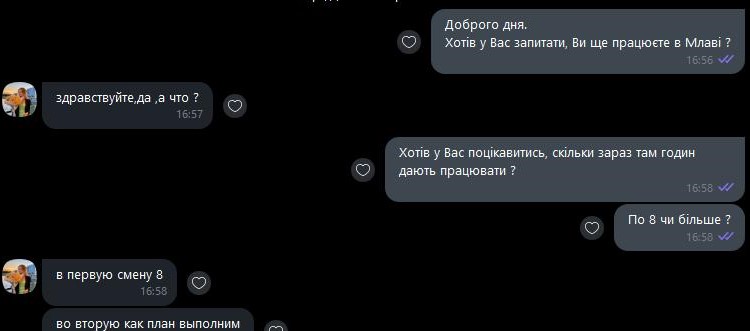 Доброго дня.
Хотів у Вас запитати, Ви ще працюєте в Млаві ?
16:56
здравствуйте,да ,а что ?
16:57
Хотів у Вас поцікавитись, скільки зараз там годин
дають працювати ?
16:58
По 8 чи більше ?
16:58
в первую смену 8
16:58
во вторую как план выполним